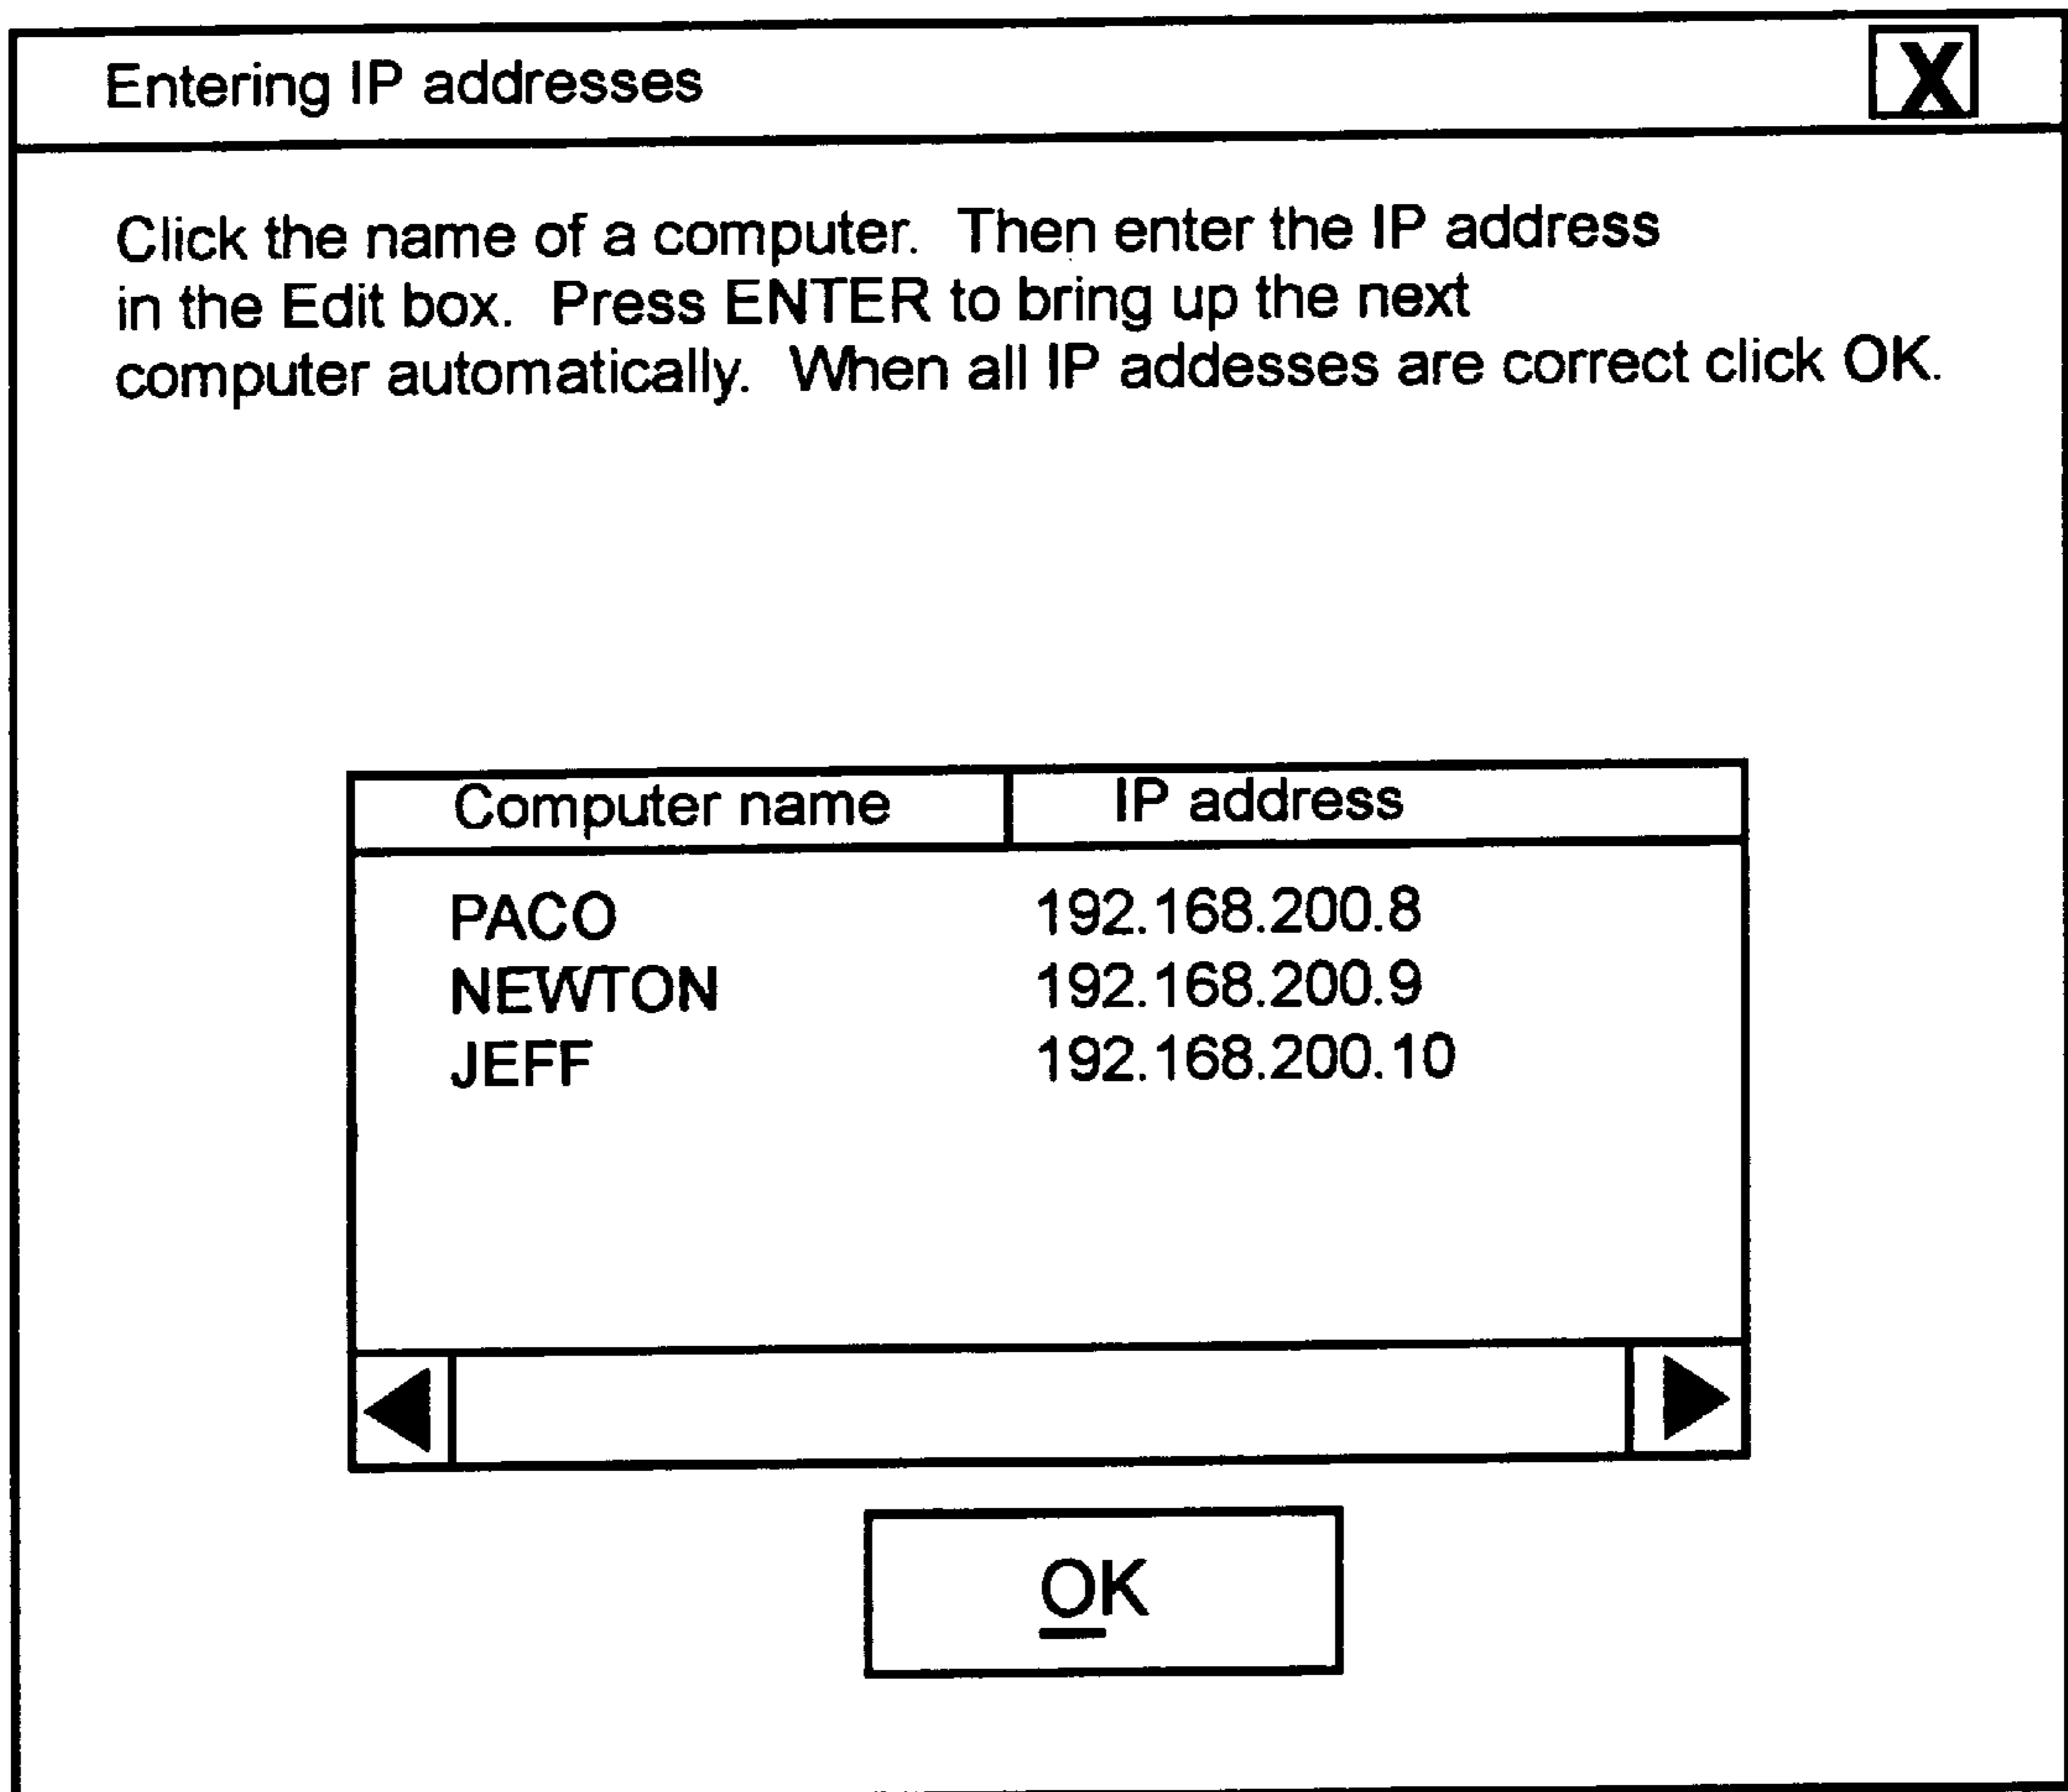 Entering IP addresses X
Click the name of a computer. Then enter the IP address
in the Edit box. Press ENTER to bring up the next
computer automatically. When all IP addesses are correct click OK.
Computer name IP address
PACO 192.168.200.8
NEWTON 192.168.200.9
JEFF 192.168.200.10
OK